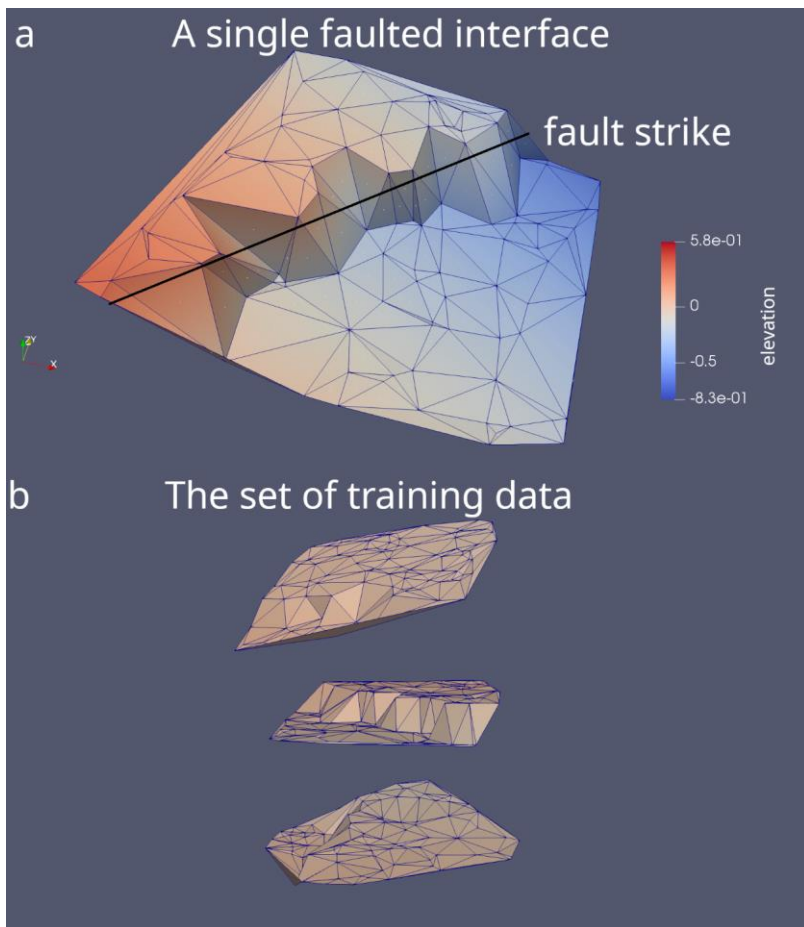 a
A single faulted interface
fault strike
5.8e-01
0
-0.5
-8.3e-01
elevation
ZY
X
b
The set of training data